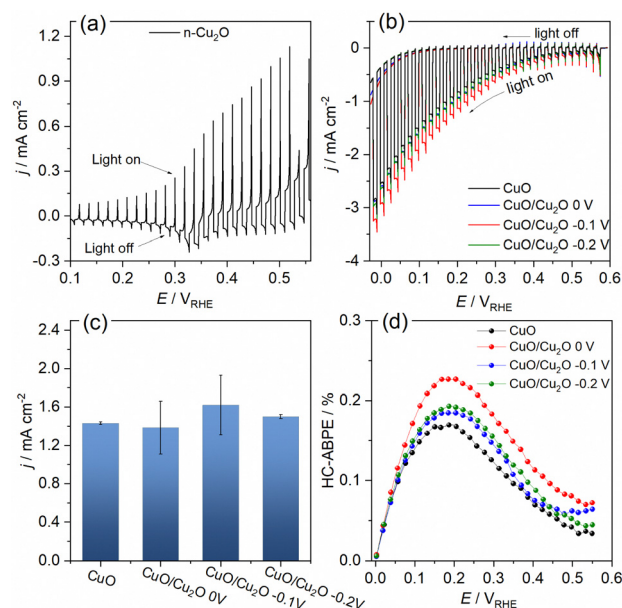 (a)
n-Cu₂O
Light on
Light off
j / mA cm⁻²
1.2
0.9
0.6
0.3
0.0
-0.3
0.1 0.2 0.3 0.4 0.5
E / V_RHE
(b)
light off
light on
CuO
CuO/Cu₂O 0 V
CuO/Cu₂O -0.1 V
CuO/Cu₂O -0.2 V
j / mA cm⁻²
0
-1
-2
-3
-4
0.0 0.1 0.2 0.3 0.4 0.5 0.6
E / V_RHE
(c)
j / mA cm⁻²
2.4
2.0
1.6
1.2
0.8
0.4
0.0
CuO
CuO/Cu₂O 0V
CuO/Cu₂O -0.1V
CuO/Cu₂O -0.2V
(d)
CuO
CuO/Cu₂O 0 V
CuO/Cu₂O -0.1 V
CuO/Cu₂O -0.2 V
HC-ABPE / %
0.3
0.2
0.1
0.0
0.0 0.1 0.2 0.3 0.4 0.5 0.6
E / V_RHE